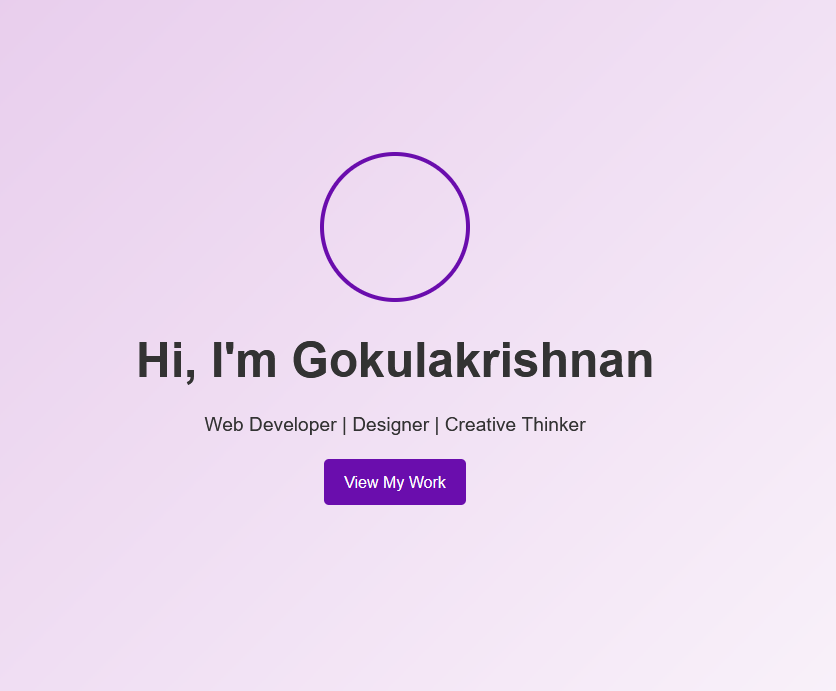 Hi, I'm Gokulakrishnan
Web Developer | Designer | Creative Thinker
View My Work